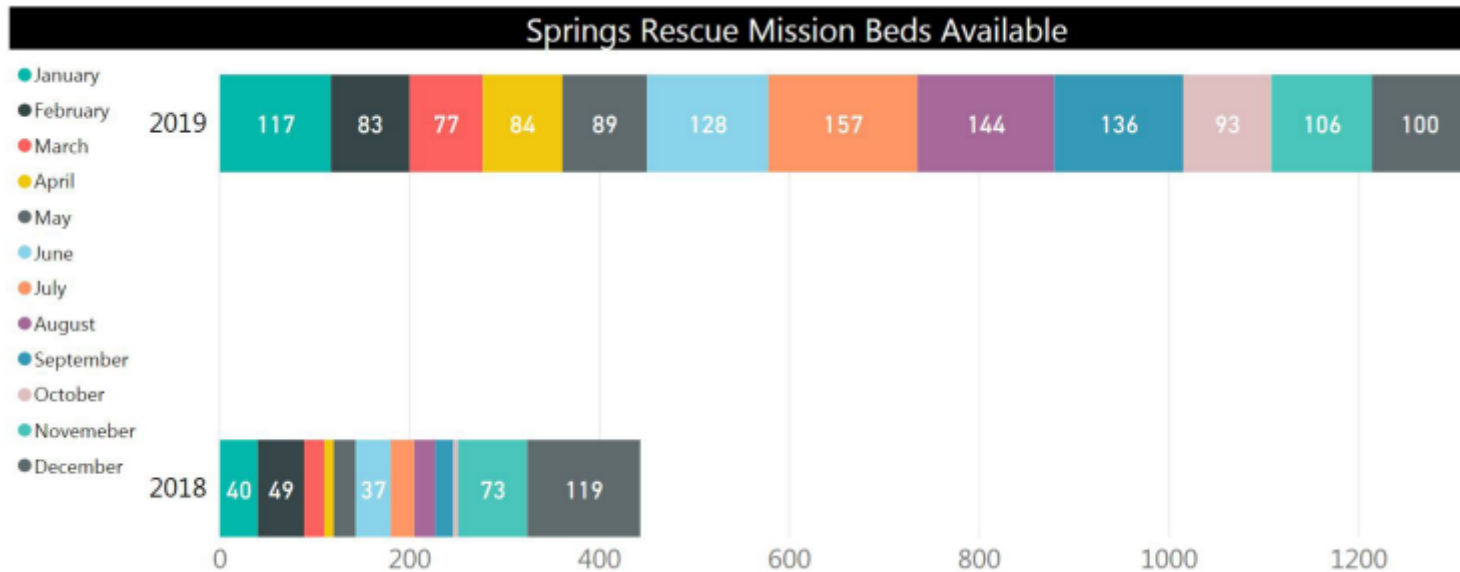 Springs Rescue Mission Beds Available
January
February
March
April
May
June
July
August
September
October
Novemeber
December
2019
117 83 77 84 89 128 157 144 136 93 106 100
2018
40 49 37 73 119
0 200 400 600 800 1000 1200